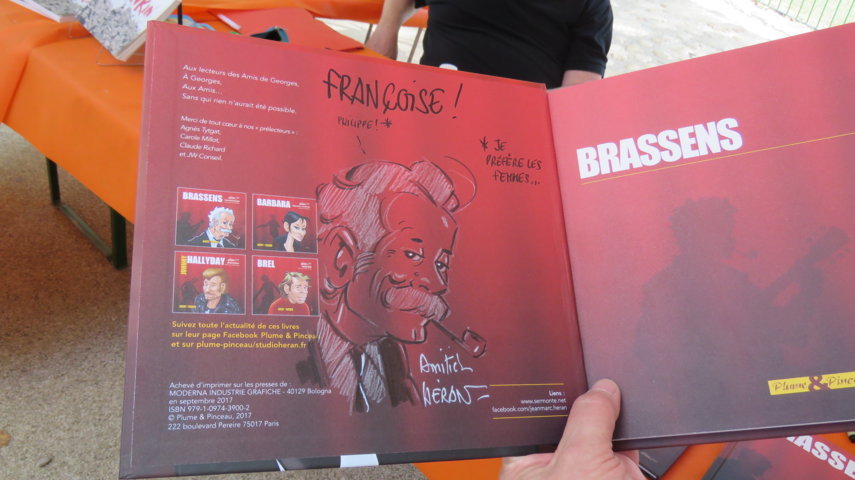 Aux lecteurs des Amis de Georges,
À Georges,
Aux Amis...
Sans qui rien n'aurait été possible.
Merci de tout cœur à nos « prélecteurs » :
Agnès Tytgat,
Carole Millot,
Claude Richard
et JW Conseil.
FRANÇOISE !
PHILIPPE! *
* JE
PRÉFÈRE LES
FEMMES...
BRASSENS
BARBARA
JOHNNY
HALLYDAY
BREL
Suivez toute l'actualité de ces livres
sur leur page Facebook Plume & Pinceau
et sur plume-pinceau/studioheran.fr
Achevé d'imprimer sur les presses de :
MODERNA INDUSTRIE GRAFICHE - 40129 Bologna
en septembre 2017
ISBN 979-1-0974-3900-2
© Plume & Pinceau, 2017
222 boulevard Pereire 75017 Paris
Amitiés
HÉRAN
Liens :
www.sermonte.net
facebook.com/jeanmarc.heran
BRASSENS
Plume & Pince
BRASSENS